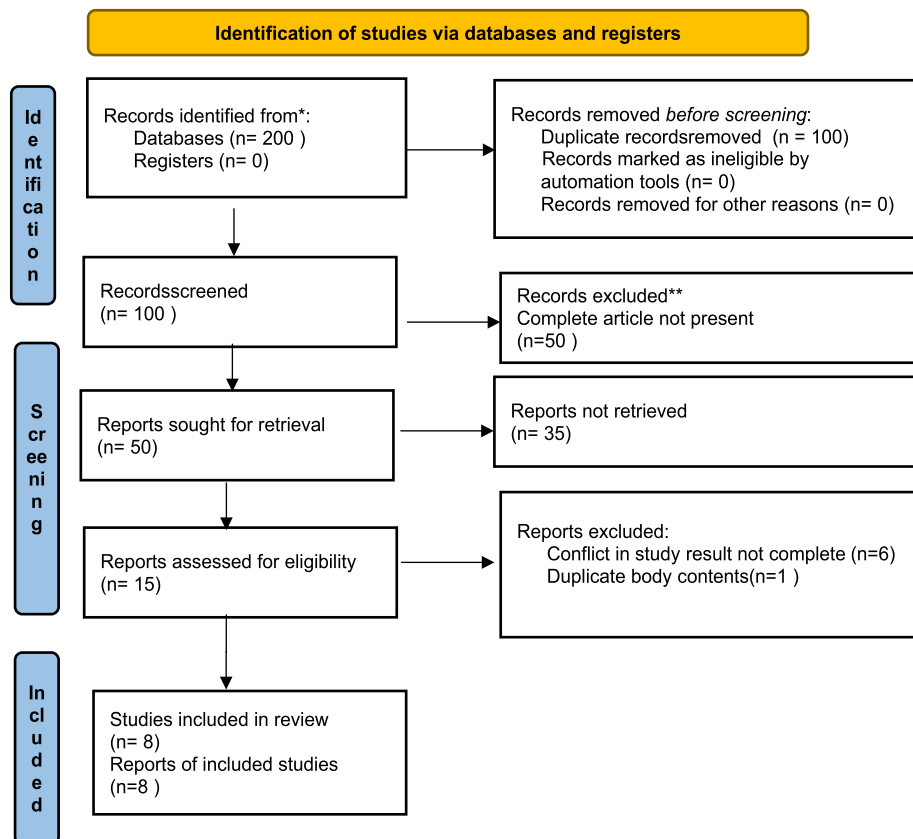 Identification of studies via databases and registers
Id
e
ntifi
ca
ti
o
n
Records identified from*:
Databases (n= 200 )
Registers (n= 0)
Records removed before screening:
Duplicate recordsremoved  (n = 100)
Records marked as ineligible by
automation tools (n= 0)
Records removed for other reasons (n= 0)
Recordsscreened
(n= 100 )
Records excluded**
Complete article not present
(n=50 )
S
cr
ee
ni
n
g
Reports sought for retrieval
(n= 50)
Reports not retrieved
(n= 35)
Reports assessed for eligibility
(n= 15)
Reports excluded:
Conflict in study result not complete (n=6)
Duplicate body contents(n=1 )
In
cl
u
d
e
d
Studies included in review
(n= 8)
Reports of included studies
(n=8 )